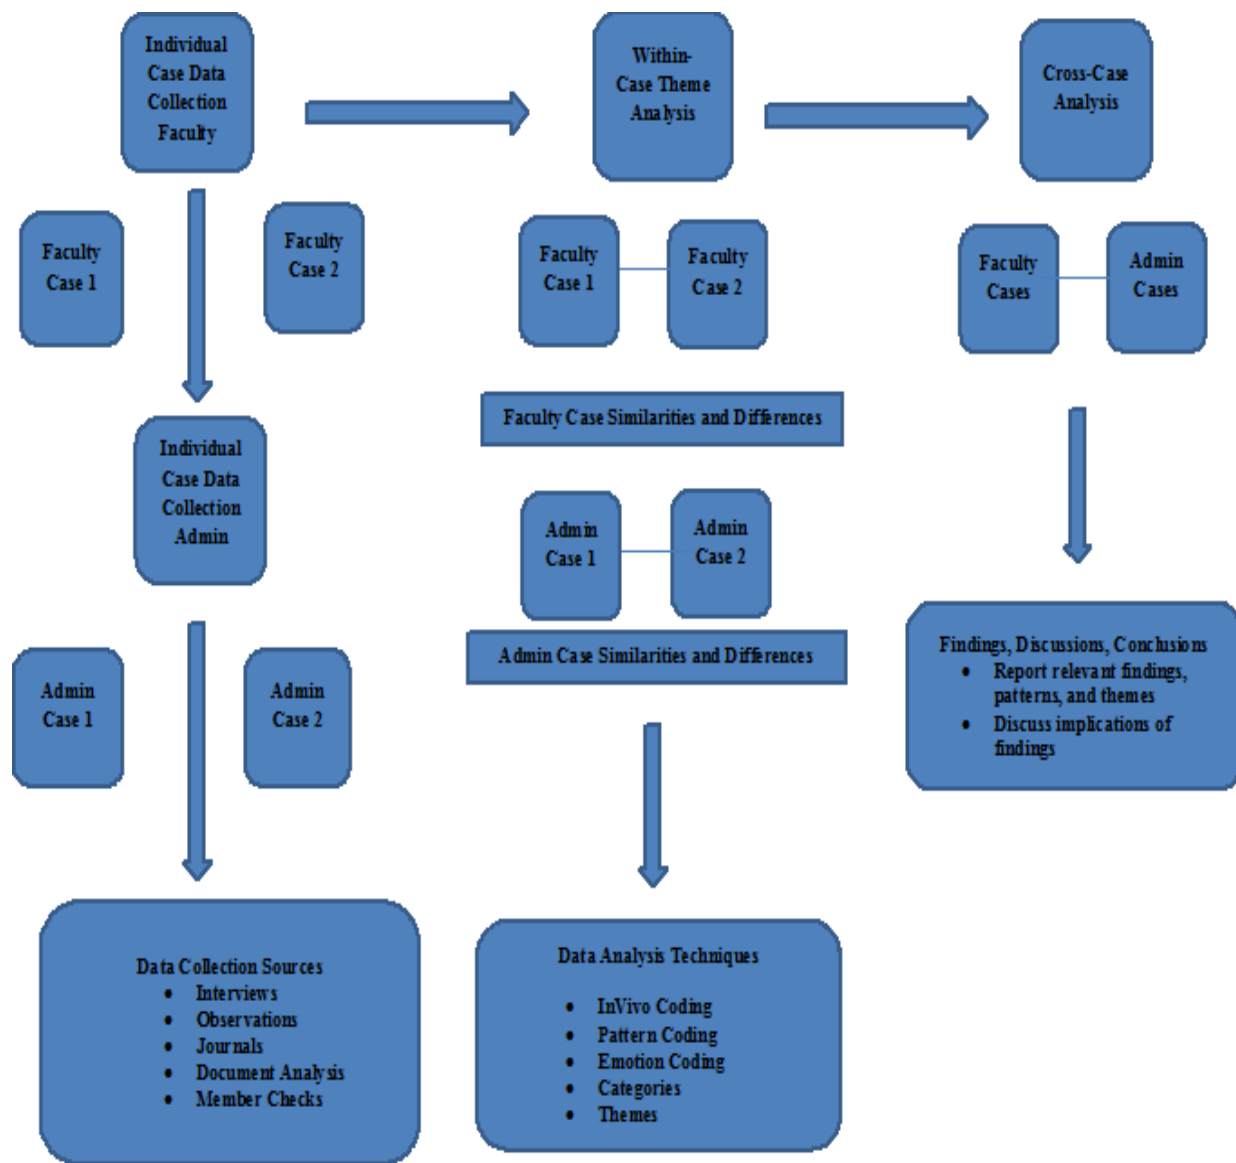 Individual
Case Data
Collection
Faculty
Within-
Case Theme
Analysis
Cross-Case
Analysis
Faculty
Case 1
Faculty
Case 2
Faculty
Case 1
Faculty
Case 2
Faculty
Cases
Admin
Cases
Faculty Case Similarities and Differences
Individual
Case Data
Collection
Admin
Admin
Case 1
Admin
Case 2
Admin Case Similarities and Differences
Admin
Case 1
Admin
Case 2
Findings, Discussions, Conclusions
• Report relevant findings,
patterns, and themes
• Discuss implications of
findings
Data Collection Sources
• Interviews
• Observations
• Journals
• Document Analysis
• Member Checks
Data Analysis Techniques
• InVivo Coding
• Pattern Coding
• Emotion Coding
• Categories
• Themes